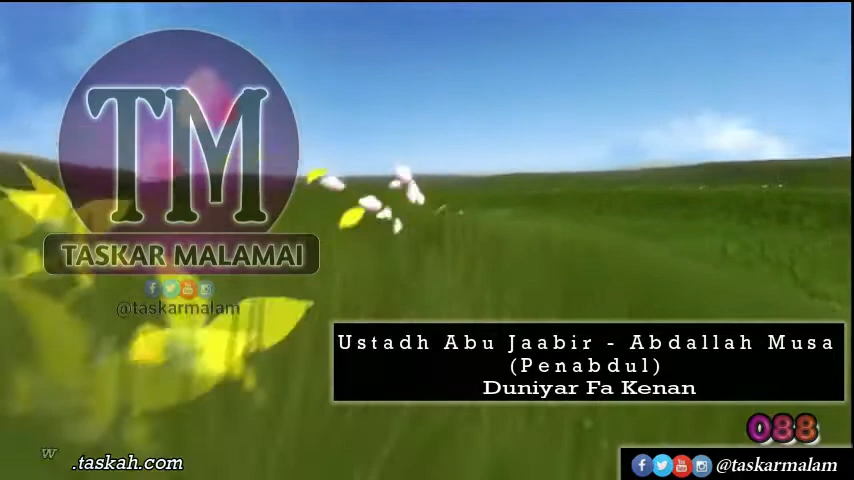 TM
TASKAR MALAMAI
@taskarmalam
Ustadh Abu Jaabir - Abdallah Musa
(Penabdul)
Duniyar Fa Kenan
088
w .taskah.com
@taskarmalam